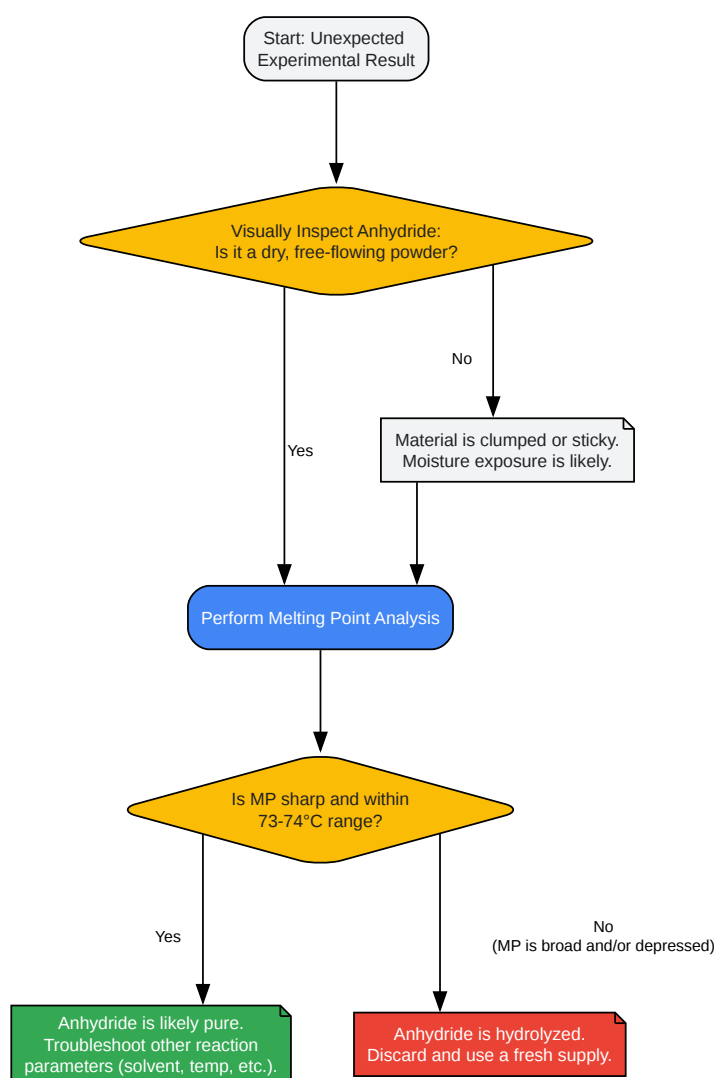 Start: Unexpected
Experimental Result
Visually Inspect Anhydride:
Is it a dry, free-flowing powder?
No
Material is clumped or sticky.
Moisture exposure is likely.
Yes
Perform Melting Point Analysis
Is MP sharp and within
73-74°C range?
Yes
No
(MP is broad and/or depressed)
Anhydride is likely pure.
Troubleshoot other reaction
parameters (solvent, temp, etc.).
Anhydride is hydrolyzed.
Discard and use a fresh supply.